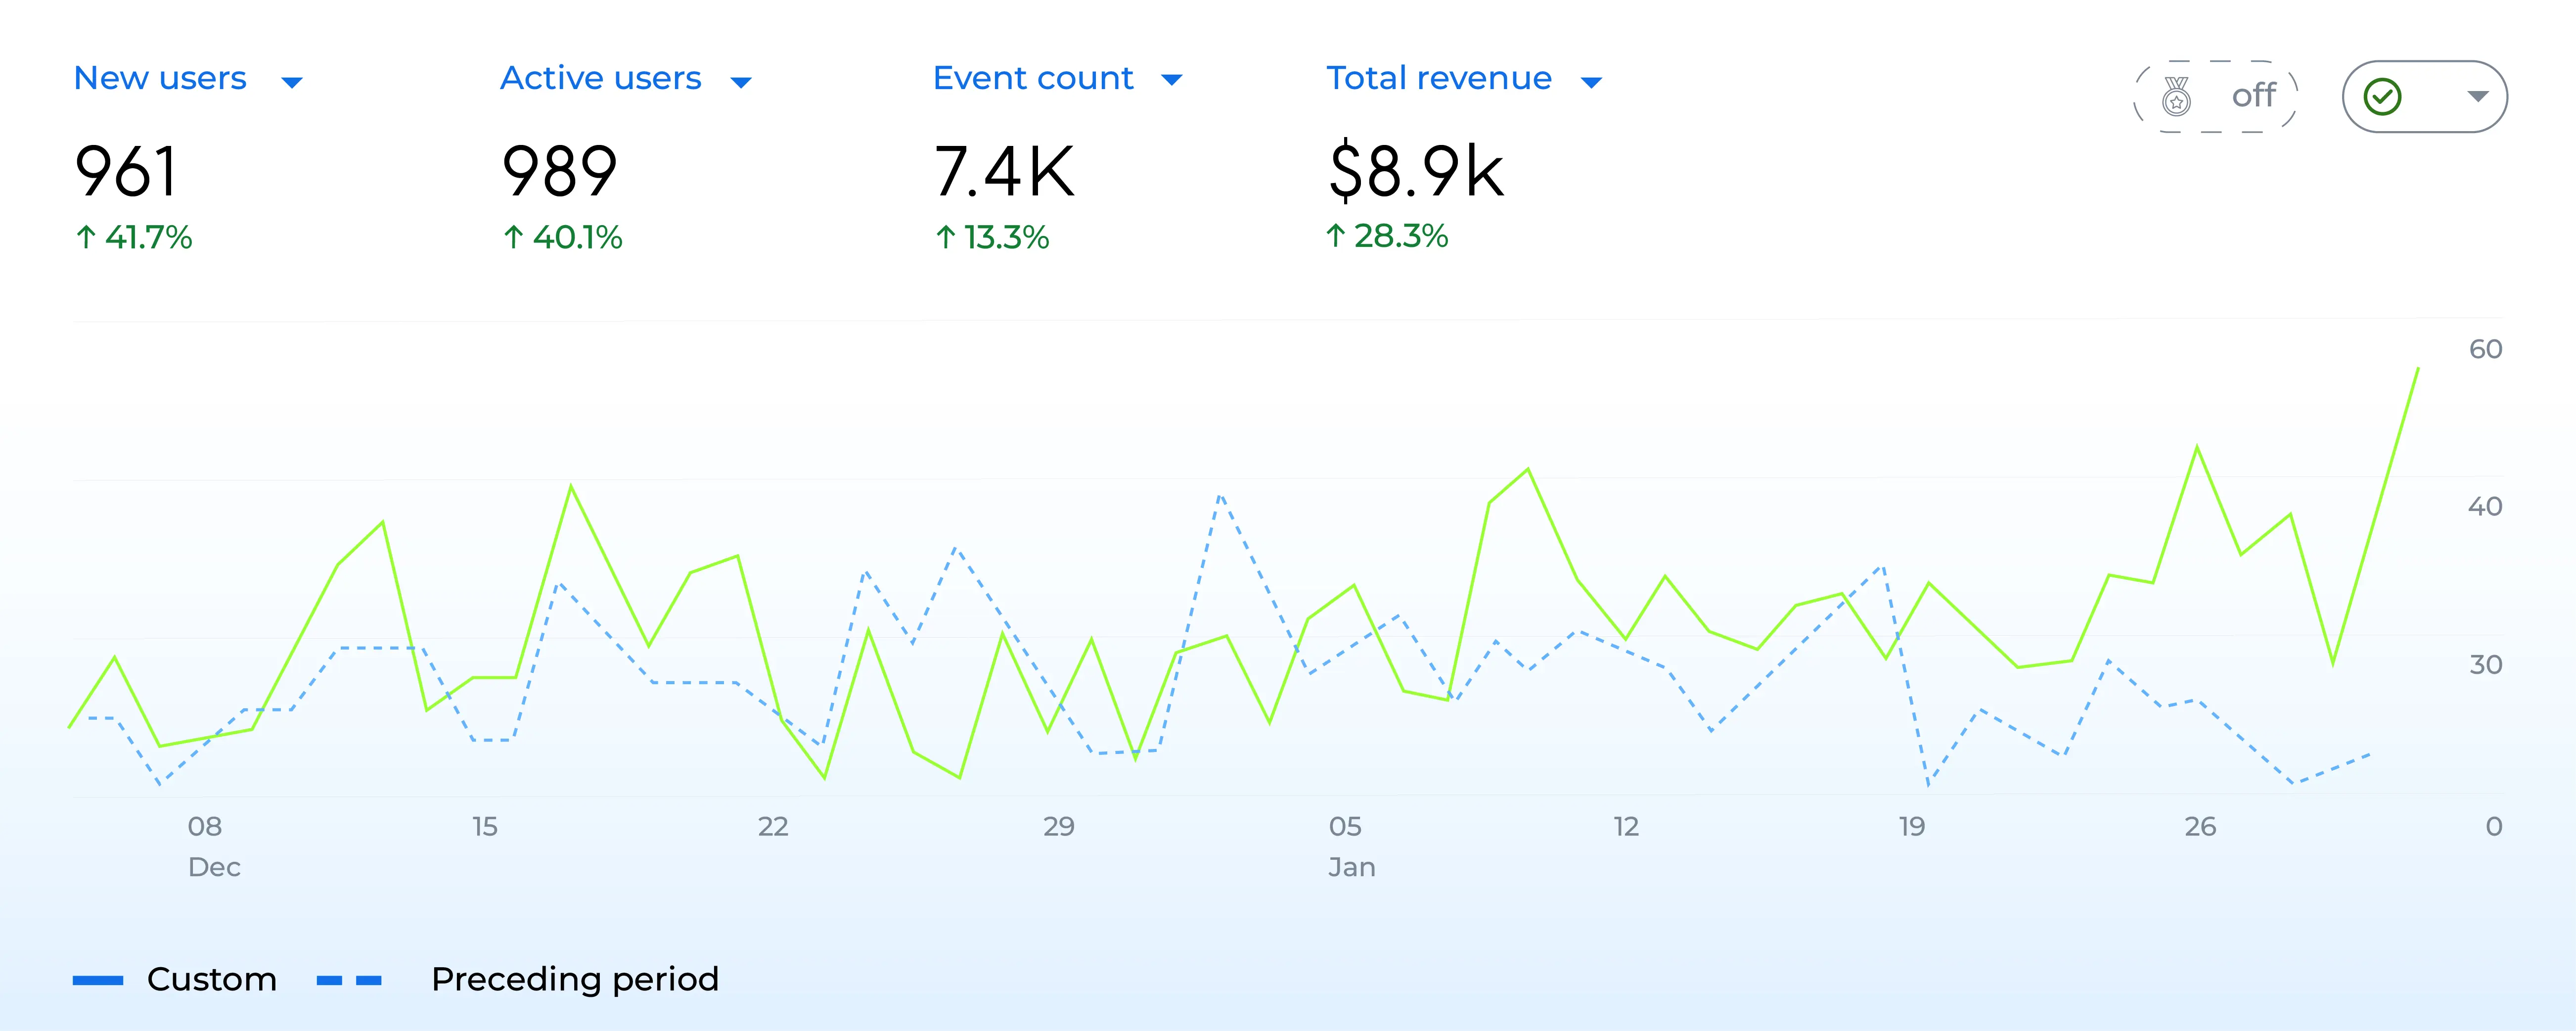 New users
Active users
Event count
Total revenue
off
961
989
7.4K
$8.9k
↑ 41.7%
↑ 40.1%
↑ 13.3%
↑ 28.3%
60
40
30
08
15
22
29
05
12
19
26
0
Dec
Jan
Custom
Preceding period